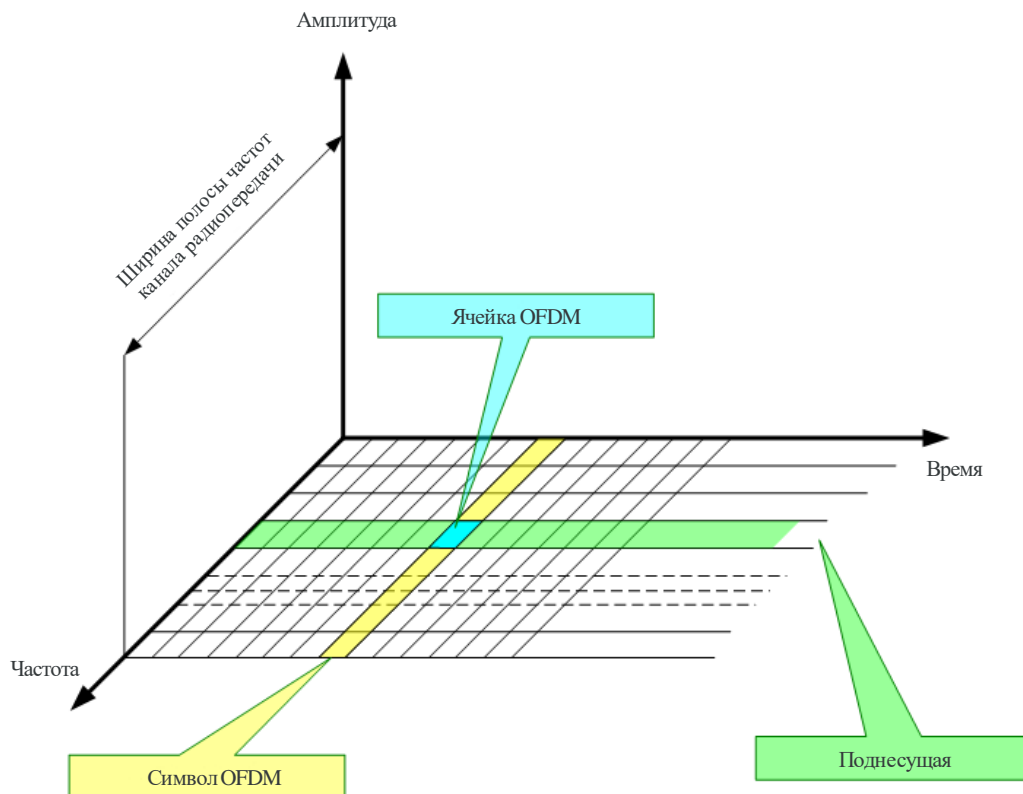 Амплитуда
Ширина полосы частот
канала радиопередачи
Ячейка OFDM
Время
Частота
Символ OFDM
Поднесущая